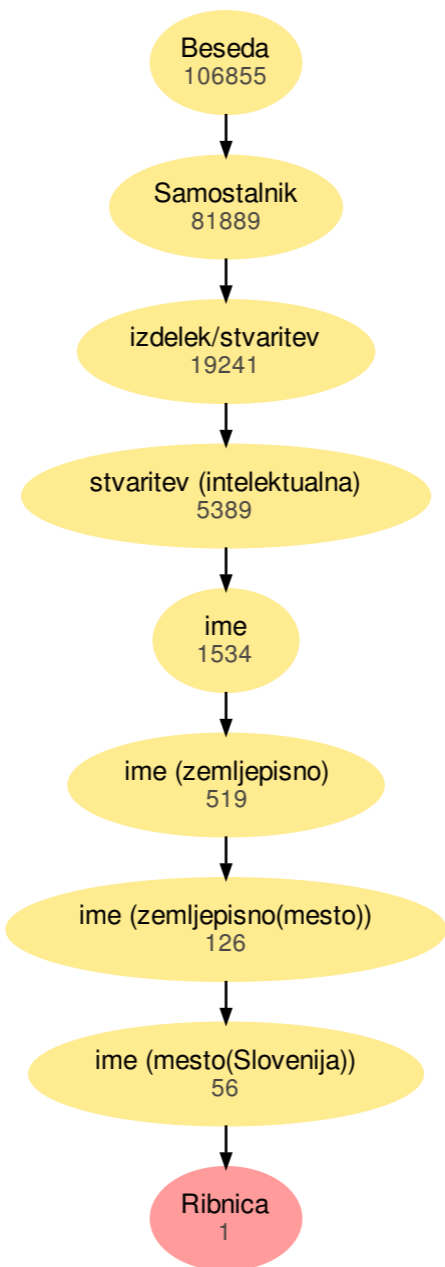 Beseda
106855
Samostalnik
81889
izdelek/stvaritev
19241
stvaritev (intelektualna)
5389
ime
1534
ime (zemljepisno)
519
ime (zemljepisno(mesto))
126
ime (mesto(Slovenija))
56
Ribnica
1